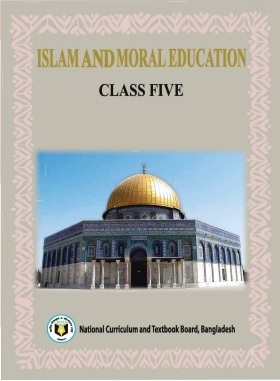 ISLAM AND MORAL EDUCATION
CLASS FIVE
National Curriculum and Textbook Board, Bangladesh